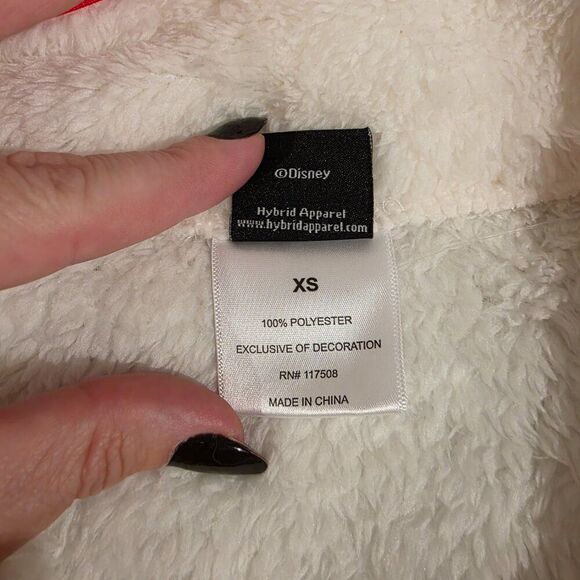 ©Disney
Hybrid Apparel
www.hybridapparel.com
XS
100% POLYESTER
EXCLUSIVE OF DECORATION
RN# 117508
MADE IN CHINA